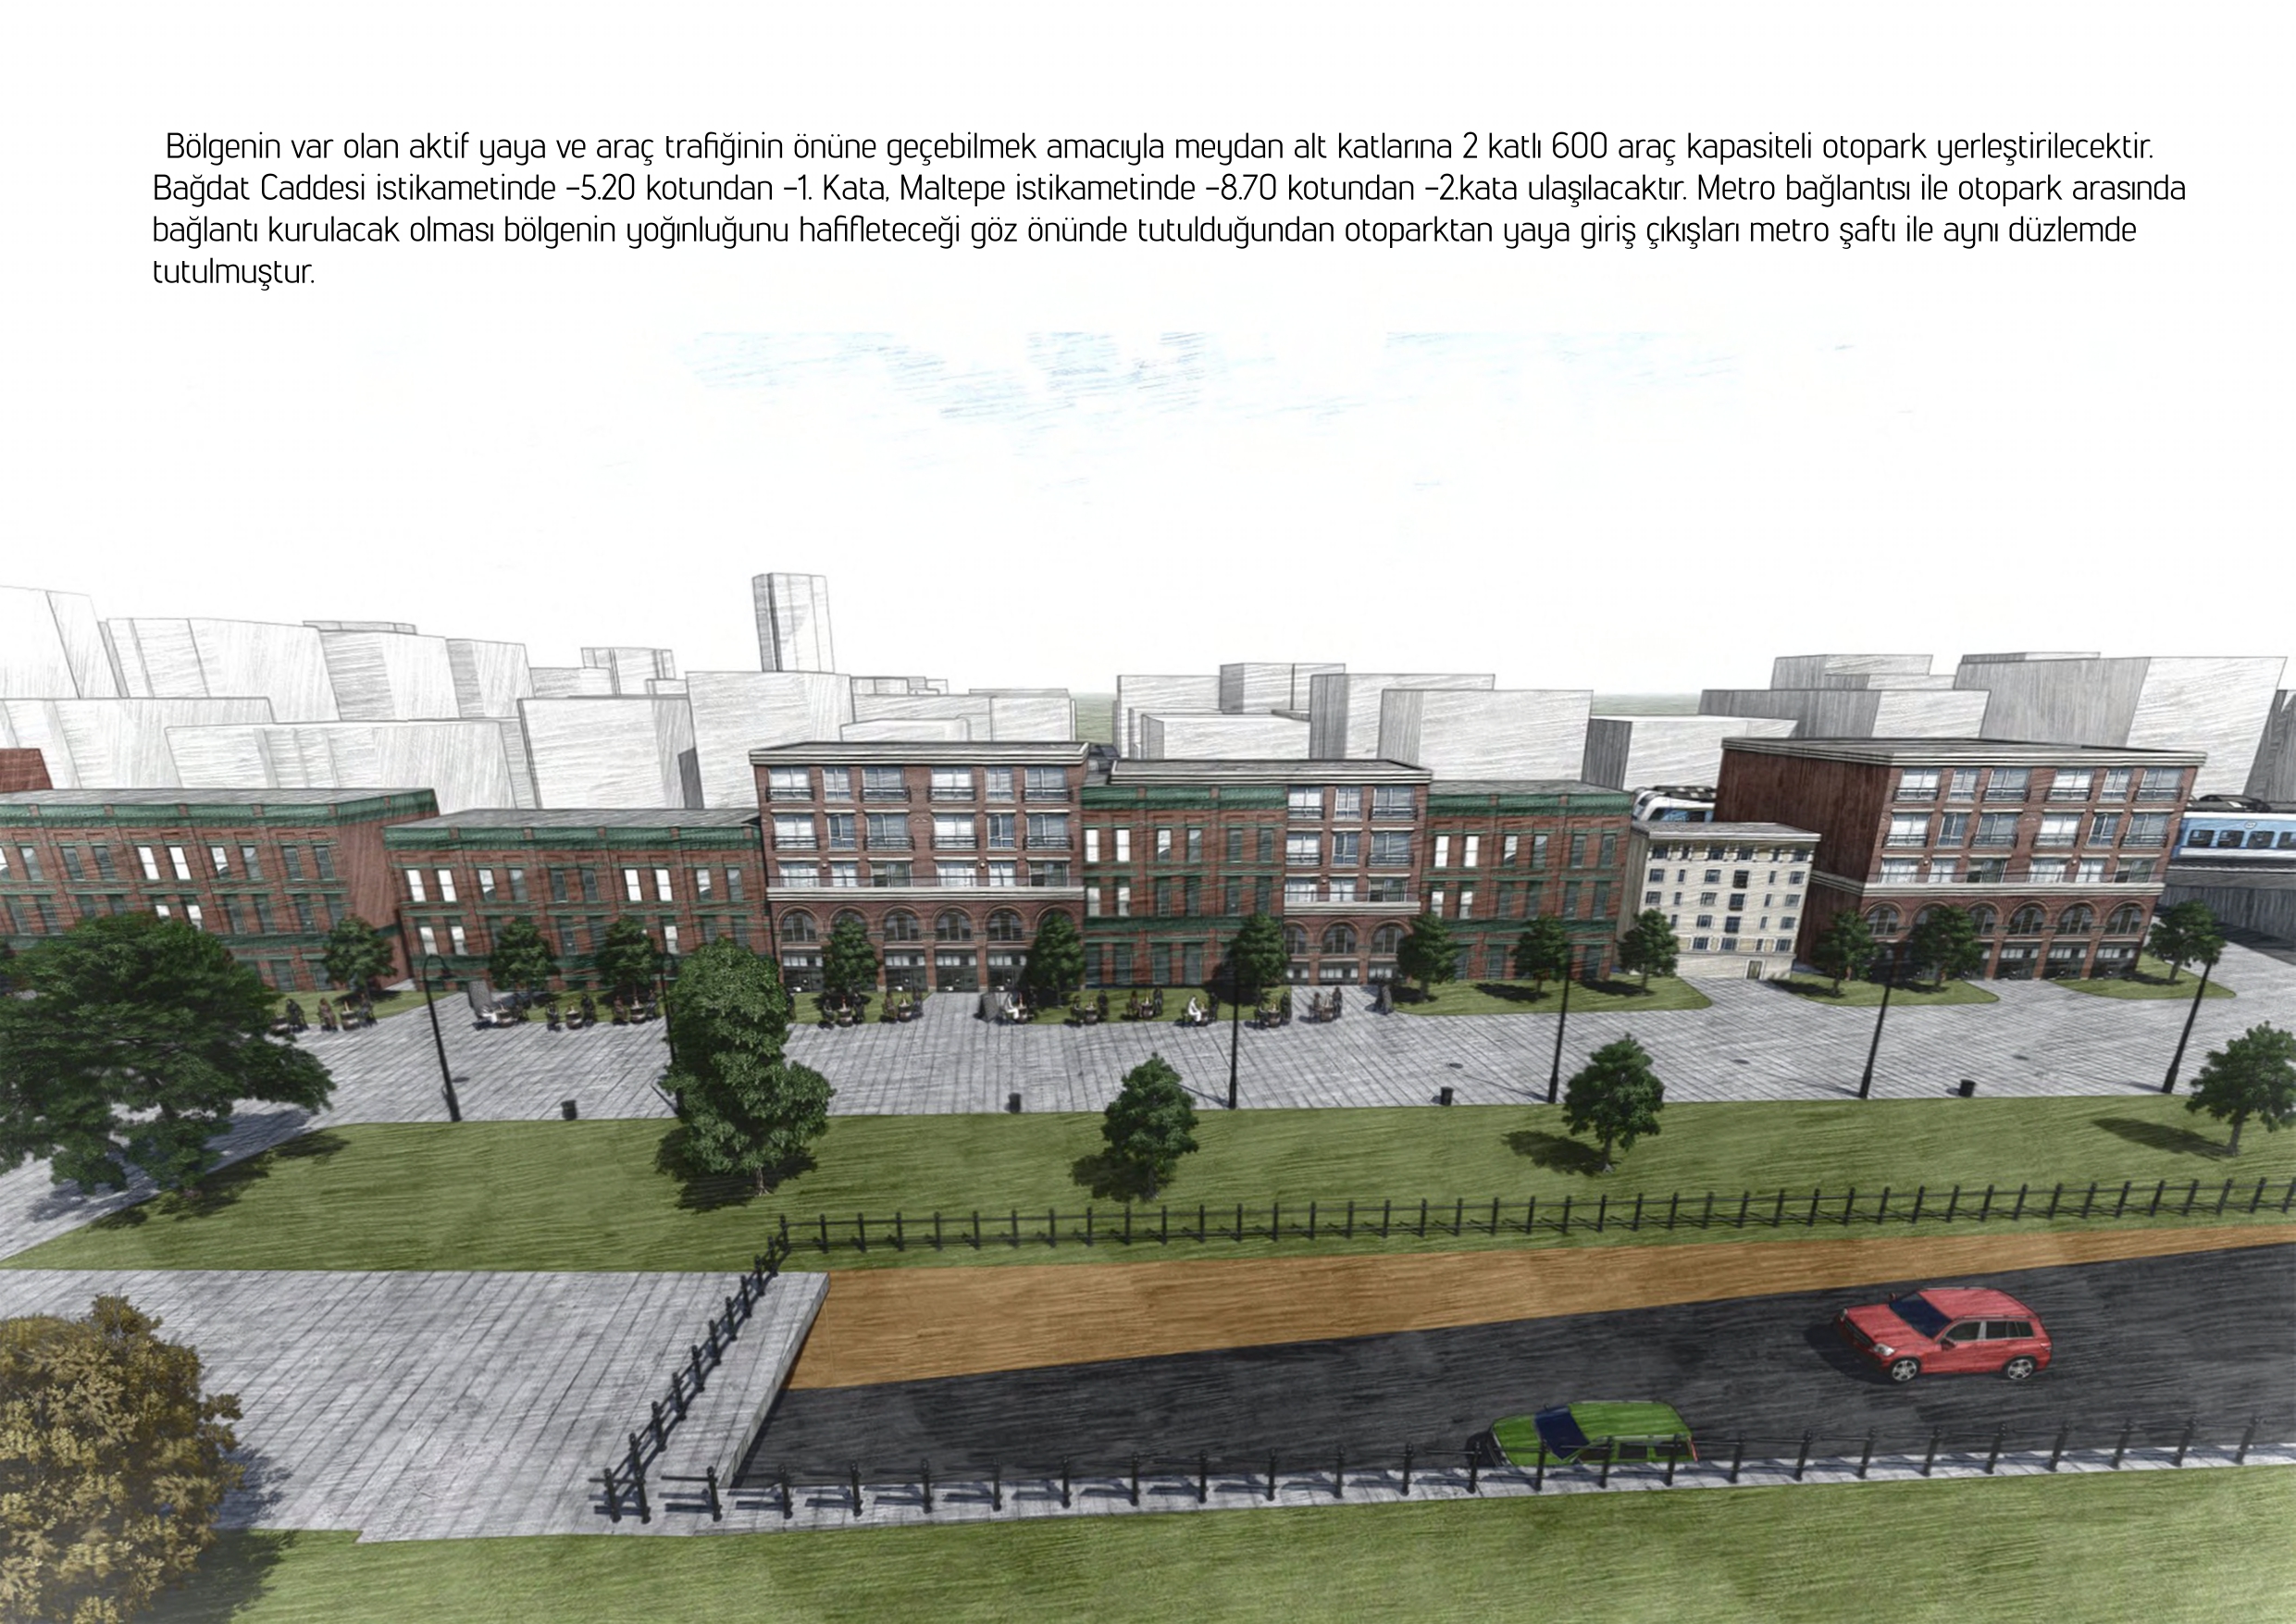 Bölgenin var olan aktif yaya ve araç trafiğinin önüne geçebilmek amacıyla meydan alt katlarına 2 katlı 600 araç kapasiteli otopark yerleştirilecektir.
Bağdat Caddesi istikametinde -5.20 kotundan -1. Kata, Maltepe istikametinde -8.70 kotundan -2.kata ulaşılacaktır. Metro bağlantısı ile otopark arasında
bağlantı kurulacak olması bölgenin yoğınluğunu hafifleteceği göz önünde tutulduğundan otoparktan yaya giriş çıkışları metro şaftı ile aynı düzlemde
tutulmuştur.